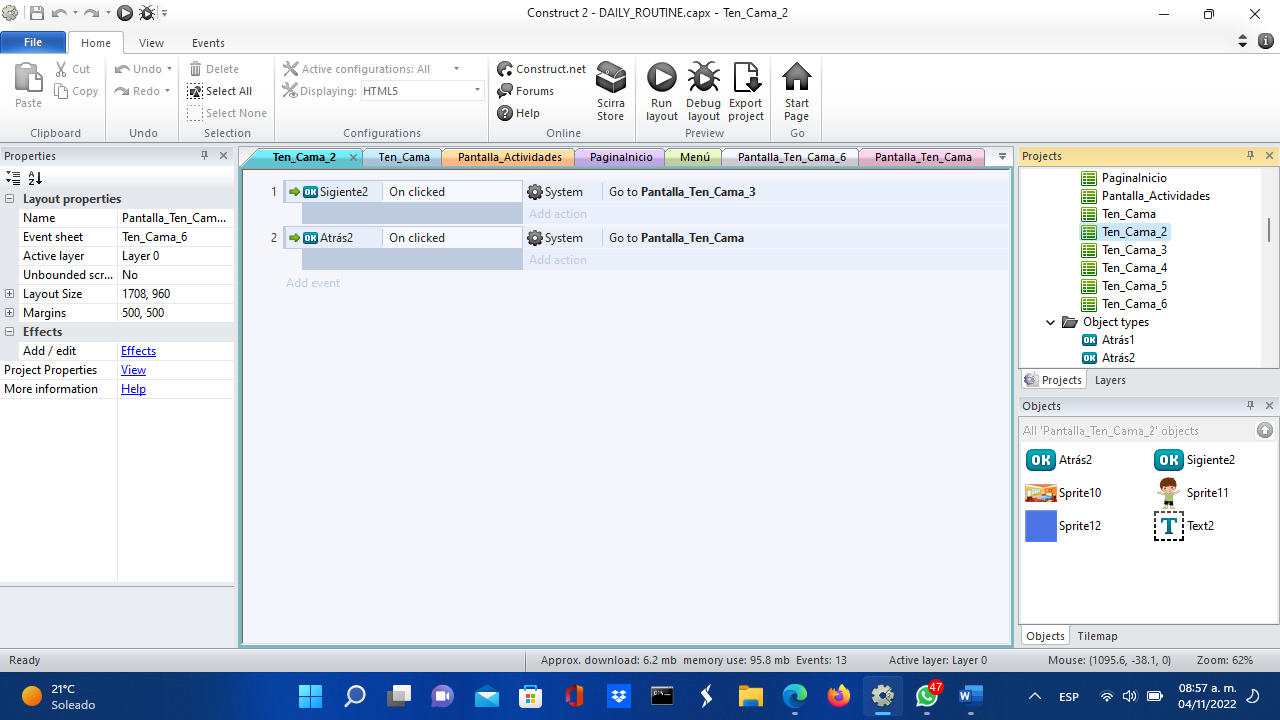 Construct 2 - DAILY_ROUTINE.capx - Ten_Cama_2
File Home View Events
Paste Cut Copy Clipboard
Undo Redo Undo
Delete Select All Select None Selection
Active configurations: All
Displaying: HTML5
Configurations
Construct.net Forums Help Scirra Store Online
Run layout Debug layout Export project Preview
Start Page Go
Properties
Layout properties
Name Pantalla_Ten_Cam...
Event sheet Ten_Cama_6
Active layer Layer 0
Unbounded scr... No
Layout Size 1708, 960
Margins 500, 500
Effects
Add / edit Effects
Project Properties View
More information Help
Ten_Cama_2 Ten_Cama Pantalla_Actividades PaginaInicio Menú Pantalla_Ten_Cama_6 Pantalla_Ten_Cama
1 OK Sigiente2 On clicked System Go to Pantalla_Ten_Cama_3
Add action
2 OK Atrás2 On clicked System Go to Pantalla_Ten_Cama
Add action
Add event
Projects
PaginaInicio
Pantalla_Actividades
Ten_Cama
Ten_Cama_2
Ten_Cama_3
Ten_Cama_4
Ten_Cama_5
Ten_Cama_6
Object types
OK Atrás1
OK Atrás2
Projects Layers
Objects
All 'Pantalla_Ten_Cama_2' objects
OK Atrás2 OK Sigiente2
Sprite10 Sprite11
Sprite12 T Text2
Objects Tilemap
Ready Approx. download: 6.2 mb memory use: 95.8 mb Events: 13 Active layer: Layer 0 Mouse: (1095.6, -38.1, 0) Zoom: 62%
21°C
Soleado
47
W
ESP
08:57 a. m.
04/11/2022